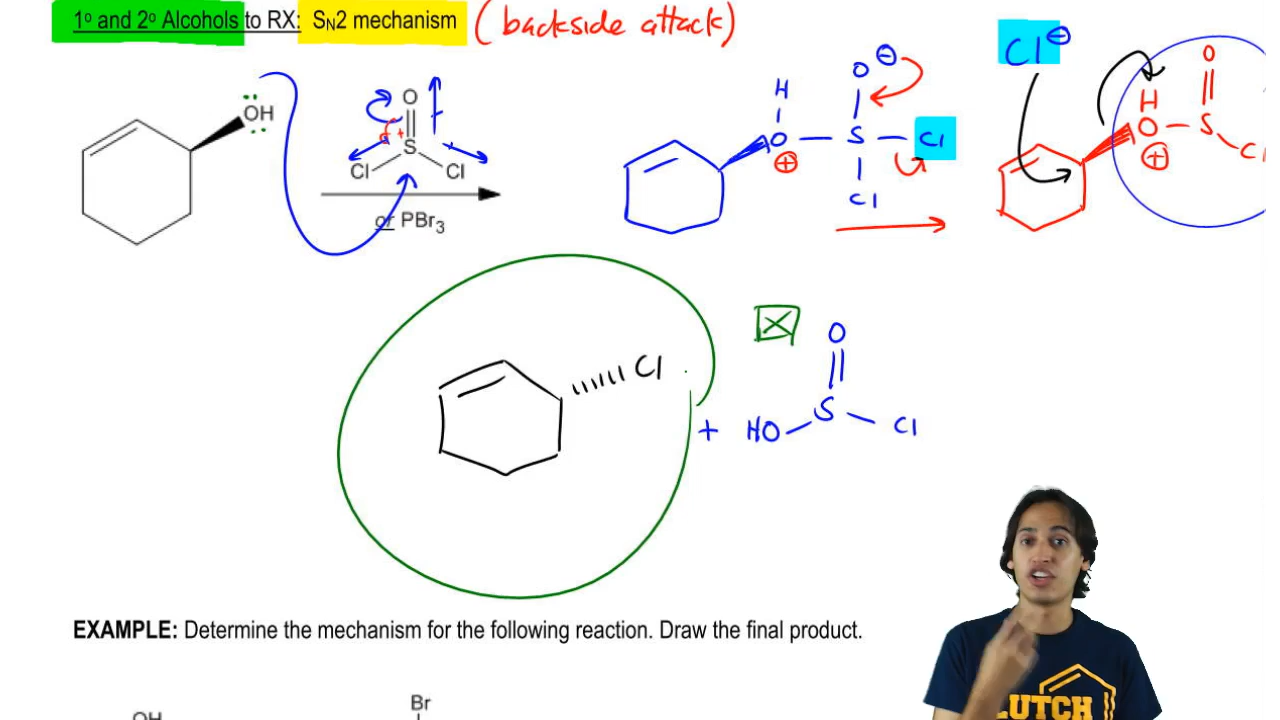 1º and 2º Alcohols to RX: SN2 mechanism (backside attack)
OH
O
S
Cl Cl
or PBr3
δ+
H
O ⊖
O S Cl
⊕
Cl
Cl ⊖
O
H
O S
⊕ Cl
Cl
+
X
O
HO S Cl
EXAMPLE: Determine the mechanism for the following reaction. Draw the final product.
OH
Br
LUTCH